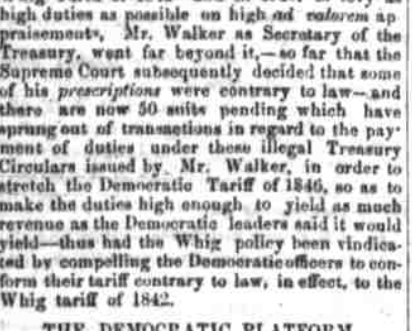 high duties as possible on high ad valorem ap
praisements, Mr. Walker as Secretary of the
Treasury, went far beyond it,—so far that the
Supreme Court subsequently decided that some
of his prescriptions were contrary to law—and
there are now 50 suits pending which have
sprung out of transactions in regard to the pay-
ment of duties under these illegal Treasury
Circulars issued by Mr. Walker, in order to
stretch the Democratic Tariff of 1846, so as to
make the duties high enough to yield as much
revenue as the Democratic leaders said it would
yield—thus had the Whig policy been vindica-
ted by compelling the Democratic officers to con-
form their tariff contrary to law, in effect, to the
Whig tariff of 1842.
THE DEMOCRATIC PLATFORM